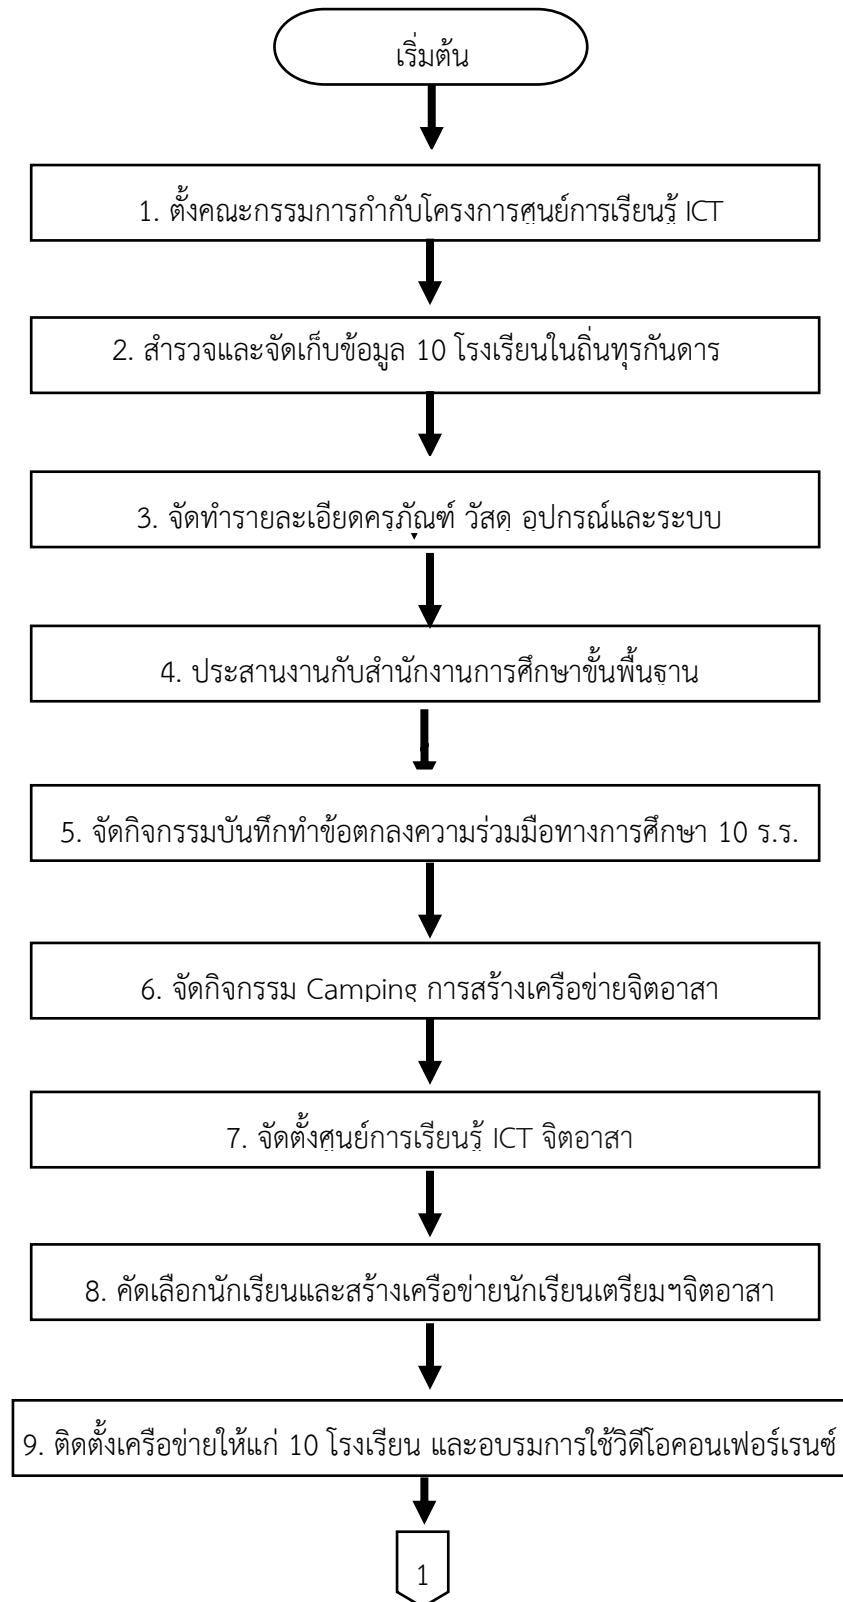 เริ่มต้น
1. ตั้งคณะกรรมการกำกับโครงการศูนย์การเรียนรู้ ICT
2. สำรวจและจัดเก็บข้อมูล 10 โรงเรียนในถิ่นทุรกันดาร
3. จัดทำรายละเอียดครุภัณฑ์ วัสดุ อุปกรณ์และระบบ
4. ประสานงานกับสำนักงานการศึกษาขั้นพื้นฐาน
5. จัดกิจกรรมบันทึกทำข้อตกลงความร่วมมือทางการศึกษา 10 ร.ร.
6. จัดกิจกรรม Camping การสร้างเครือข่ายจิตอาสา
7. จัดตั้งศูนย์การเรียนรู้ ICT จิตอาสา
8. คัดเลือกนักเรียนและสร้างเครือข่ายนักเรียนเตรียมฯจิตอาสา
9. ติดตั้งเครือข่ายให้แก่ 10 โรงเรียน และอบรมการใช้วิดีโอคอนเฟอร์เรนซ์
1